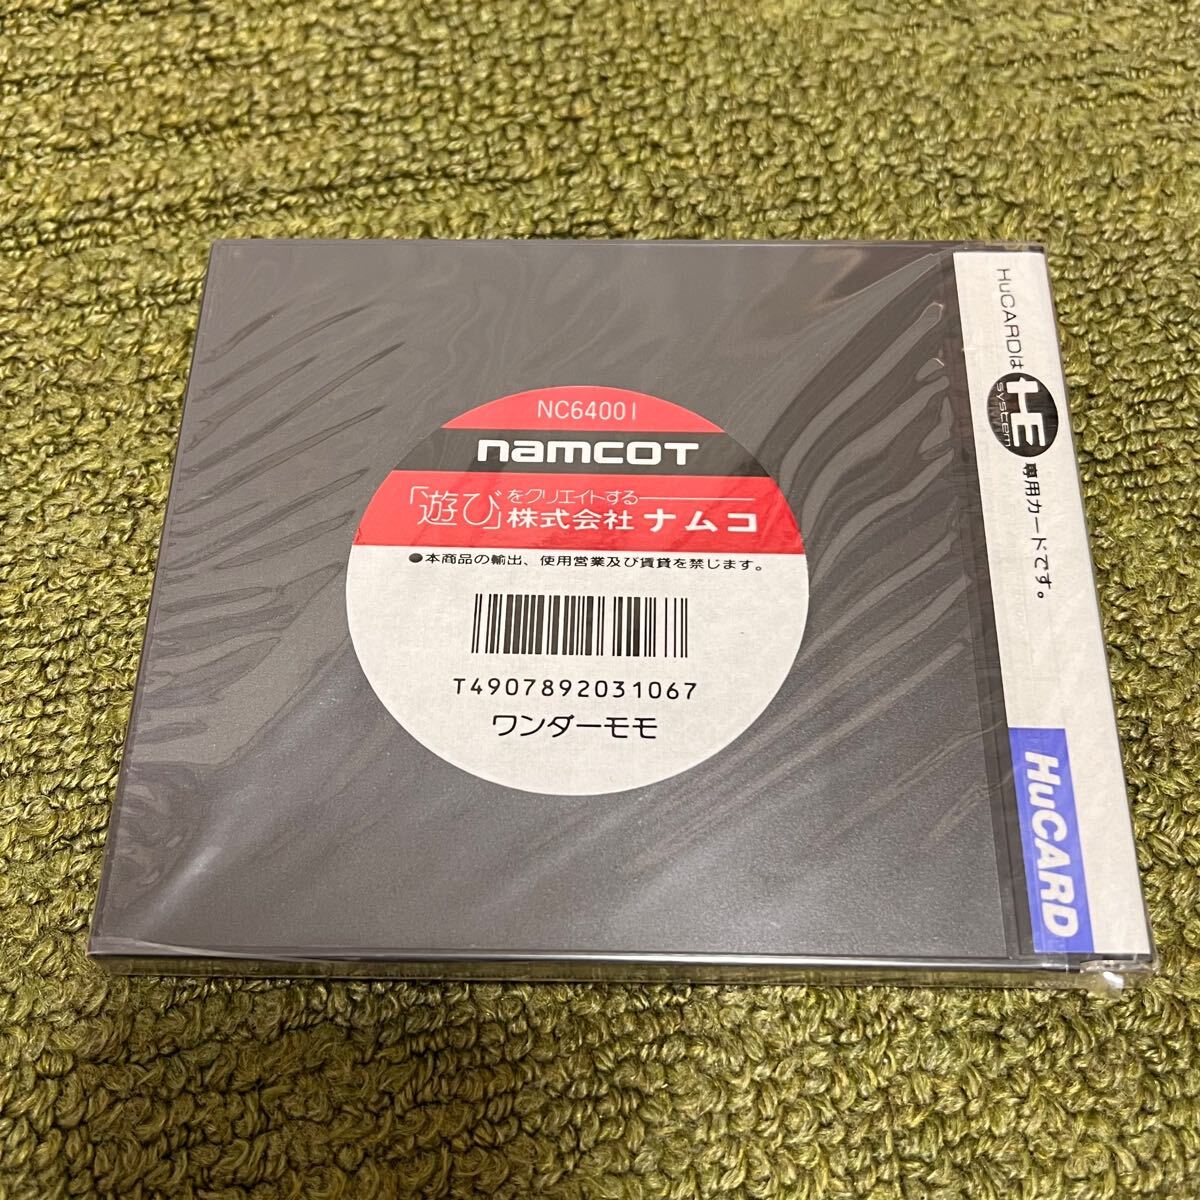 NC64001
namcoT
「遊び」をクリエイトする
株式会社ナムコ
●本商品の輸出、使用営業及び賃貸を禁じます。
T4907892031067
ワンダーモモ
HuCARDは HE system 専用カードです。
HuCARD